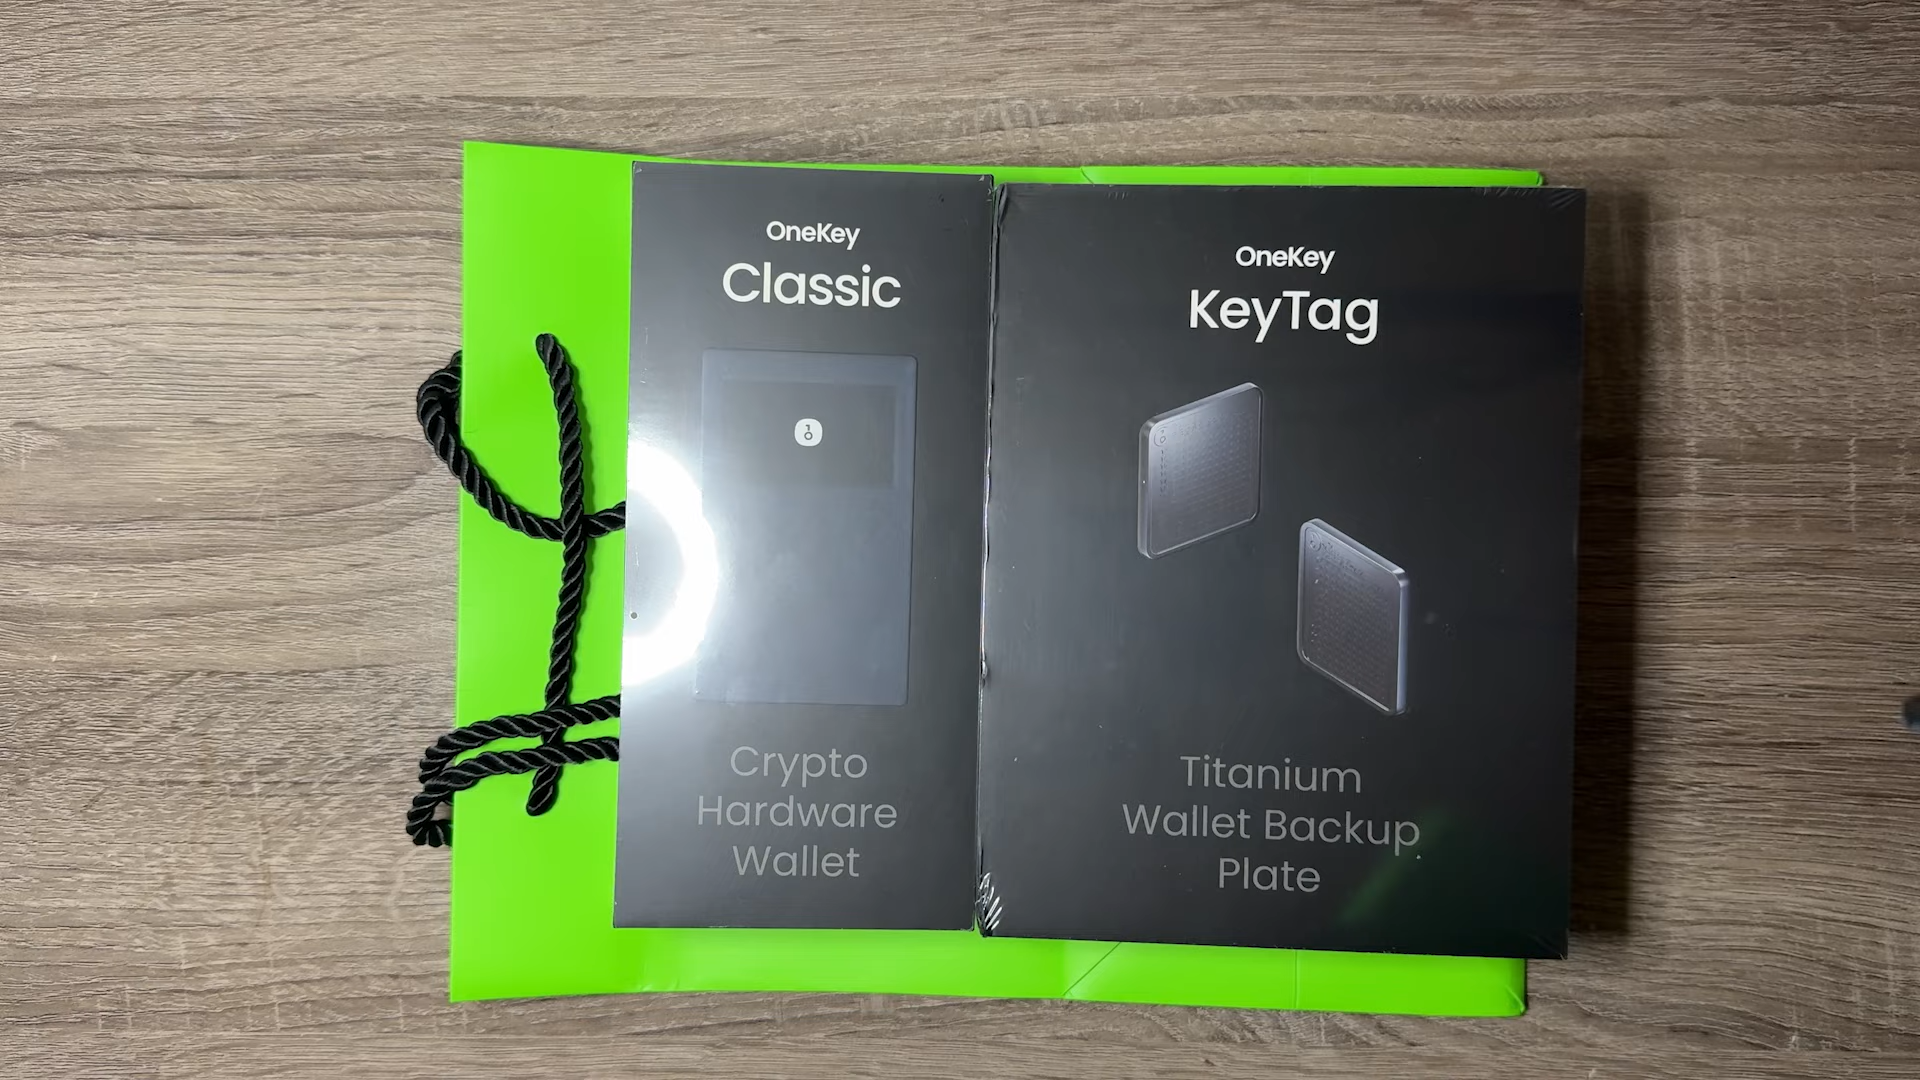 OneKey
Classic
Crypto
Hardware
Wallet
OneKey
KeyTag
Titanium
Wallet Backup
Plate